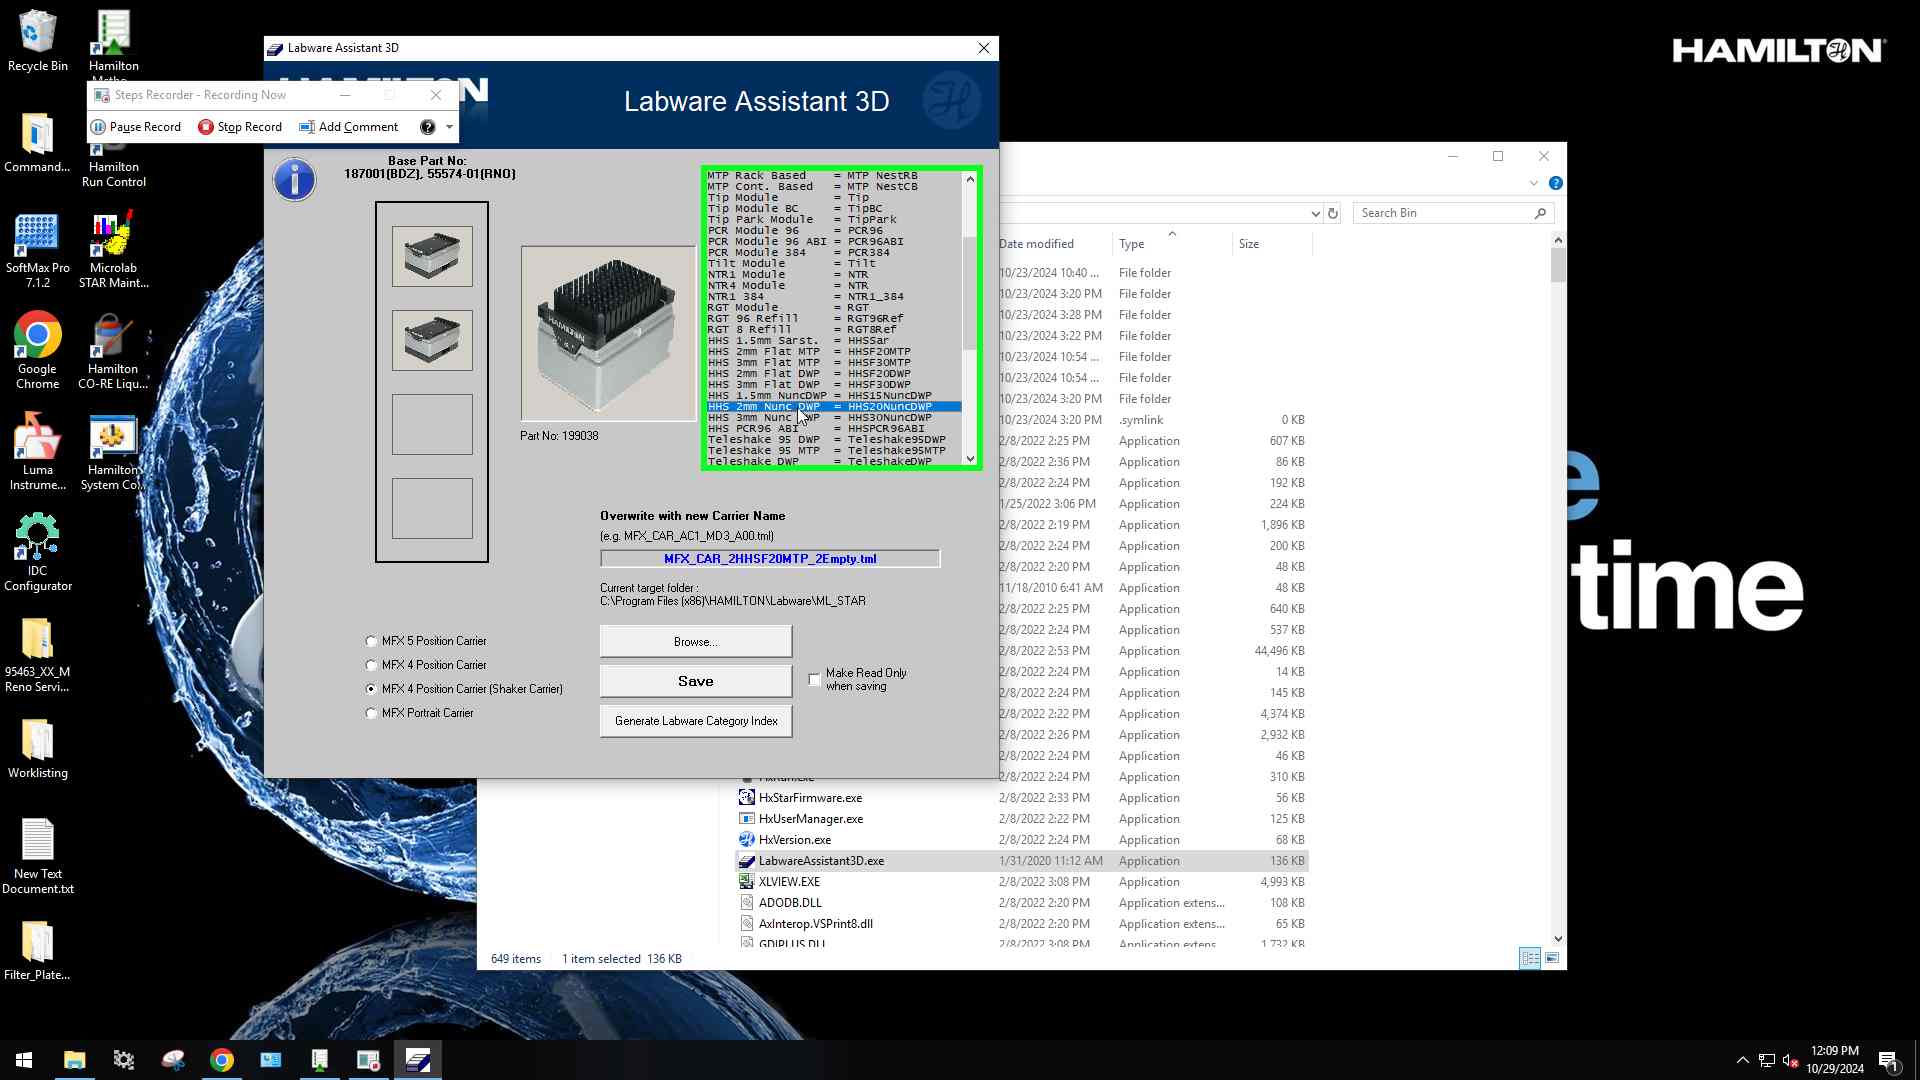 Recycle Bin
Hamilton
Metho...
Command...
Hamilton
Run Control
SoftMax Pro
7.1.2
Microlab
STAR Maint...
Google
Chrome
Hamilton
CO-RE Liqu...
Luma
Instrume...
Hamilton
System Co...
IDC
Configurator
95463_XX_M
Reno Servi...
Worklisting
New Text
Document.txt
Filter_Plate...
Labware Assistant 3D
HAMILTON
Labware Assistant 3D
Steps Recorder - Recording Now
Pause Record
Stop Record
Add Comment
Base Part No:
187001(BDZ), 55574-01(RNO)
HAMILTON
Part No: 199038
MTP Rack Based = MTP NestRB
MTP Cont. Based = MTP NestCB
Tip Module = Tip
Tip Module BC = TipBC
Tip Park Module = TipPark
PCR Module 96 = PCR96
PCR Module 96 ABI = PCR96ABI
PCR Module 384 = PCR384
Tilt Module = Tilt
NTR1 Module = NTR
NTR4 Module = NTR
NTR1 384 = NTR1_384
RGT Module = RGT
RGT 96 Refill = RGT96Ref
RGT 8 Refill = RGT8Ref
HHS 1.5mm Sarst. = HHSSar
HHS 2mm Flat MTP = HHSF20MTP
HHS 3mm Flat MTP = HHSF30MTP
HHS 2mm Flat DWP = HHSF20DWP
HHS 3mm Flat DWP = HHSF30DWP
HHS 1.5mm NuncDWP = HHS15NuncDWP
HHS 2mm Nunc DWP = HHS20NuncDWP
HHS 3mm Nunc DWP = HHS30NuncDWP
HHS PCR96 ABI = HHSPCR96ABI
Teleshake 95 DWP = Teleshake95DWP
Teleshake 95 MTP = Teleshake95MTP
Teleshake DWP = TeleshakeDWP
Overwrite with new Carrier Name
(e.g. MFX_CAR_AC1_MD3_A00.tml)
MFX_CAR_2HHSF20MTP_2Empty.tml
Current target folder :
C:\Program Files (x86)\HAMILTON\Labware\ML_STAR
MFX 5 Position Carrier
MFX 4 Position Carrier
MFX 4 Position Carrier (Shaker Carrier)
MFX Portrait Carrier
Browse...
Save
Make Read Only
when saving
Generate Labware Category Index
Search Bin
Date modified Type Size
10/23/2024 10:40 ... File folder
10/23/2024 3:20 PM File folder
10/23/2024 3:28 PM File folder
10/23/2024 3:22 PM File folder
10/23/2024 10:54 ... File folder
10/23/2024 10:54 ... File folder
10/23/2024 3:20 PM File folder
10/23/2024 3:20 PM .symlink 0 KB
2/8/2022 2:25 PM Application 607 KB
2/8/2022 2:36 PM Application 86 KB
2/8/2022 2:24 PM Application 192 KB
1/25/2022 3:06 PM Application 224 KB
2/8/2022 2:19 PM Application 1,896 KB
2/8/2022 2:24 PM Application 200 KB
2/8/2022 2:20 PM Application 48 KB
11/18/2010 6:41 AM Application 48 KB
2/8/2022 2:25 PM Application 640 KB
2/8/2022 2:24 PM Application 537 KB
2/8/2022 2:53 PM Application 44,496 KB
2/8/2022 2:24 PM Application 14 KB
2/8/2022 2:24 PM Application 145 KB
2/8/2022 2:22 PM Application 4,374 KB
2/8/2022 2:26 PM Application 2,932 KB
2/8/2022 2:24 PM Application 46 KB
HxRun.exe 2/8/2022 2:24 PM Application 310 KB
HxStarFirmware.exe 2/8/2022 2:33 PM Application 56 KB
HxUserManager.exe 2/8/2022 2:22 PM Application 125 KB
HxVersion.exe 2/8/2022 2:24 PM Application 68 KB
LabwareAssistant3D.exe 1/31/2020 11:12 AM Application 136 KB
XLVIEW.EXE 2/8/2022 3:08 PM Application 4,993 KB
ADODB.DLL 2/8/2022 2:20 PM Application extens... 108 KB
AxInterop.VSPrint8.dll 2/8/2022 2:20 PM Application extens... 65 KB
GDIPLUS.DLL 2/8/2022 3:08 PM Application extens... 1,732 KB
649 items 1 item selected 136 KB
HAMILTON
e
time
12:09 PM
10/29/2024
1